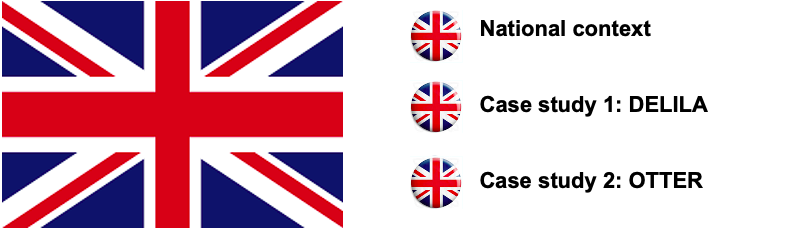 National context
Case study 1: DELILA
Case study 2: OTTER